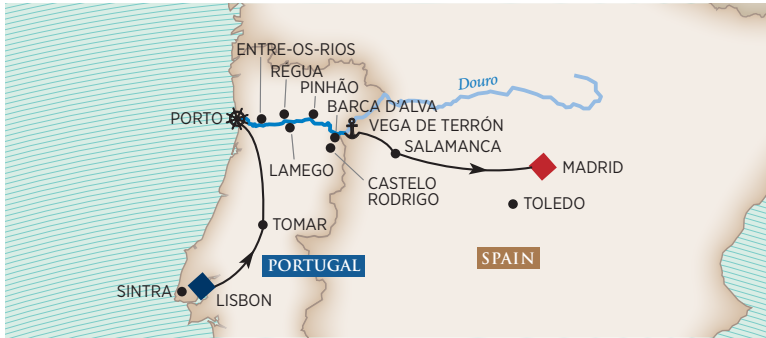 ENTRE-OS-RIOS
RÉGUA
PINHÃO
Douro
BARCA D'ALVA
PORTO
VEGA DE TERRÓN
SALAMANCA
LAMEGO
MADRID
CASTELO
RODRIGO
TOLEDO
TOMAR
SPAIN
PORTUGAL
SINTRA
LISBON